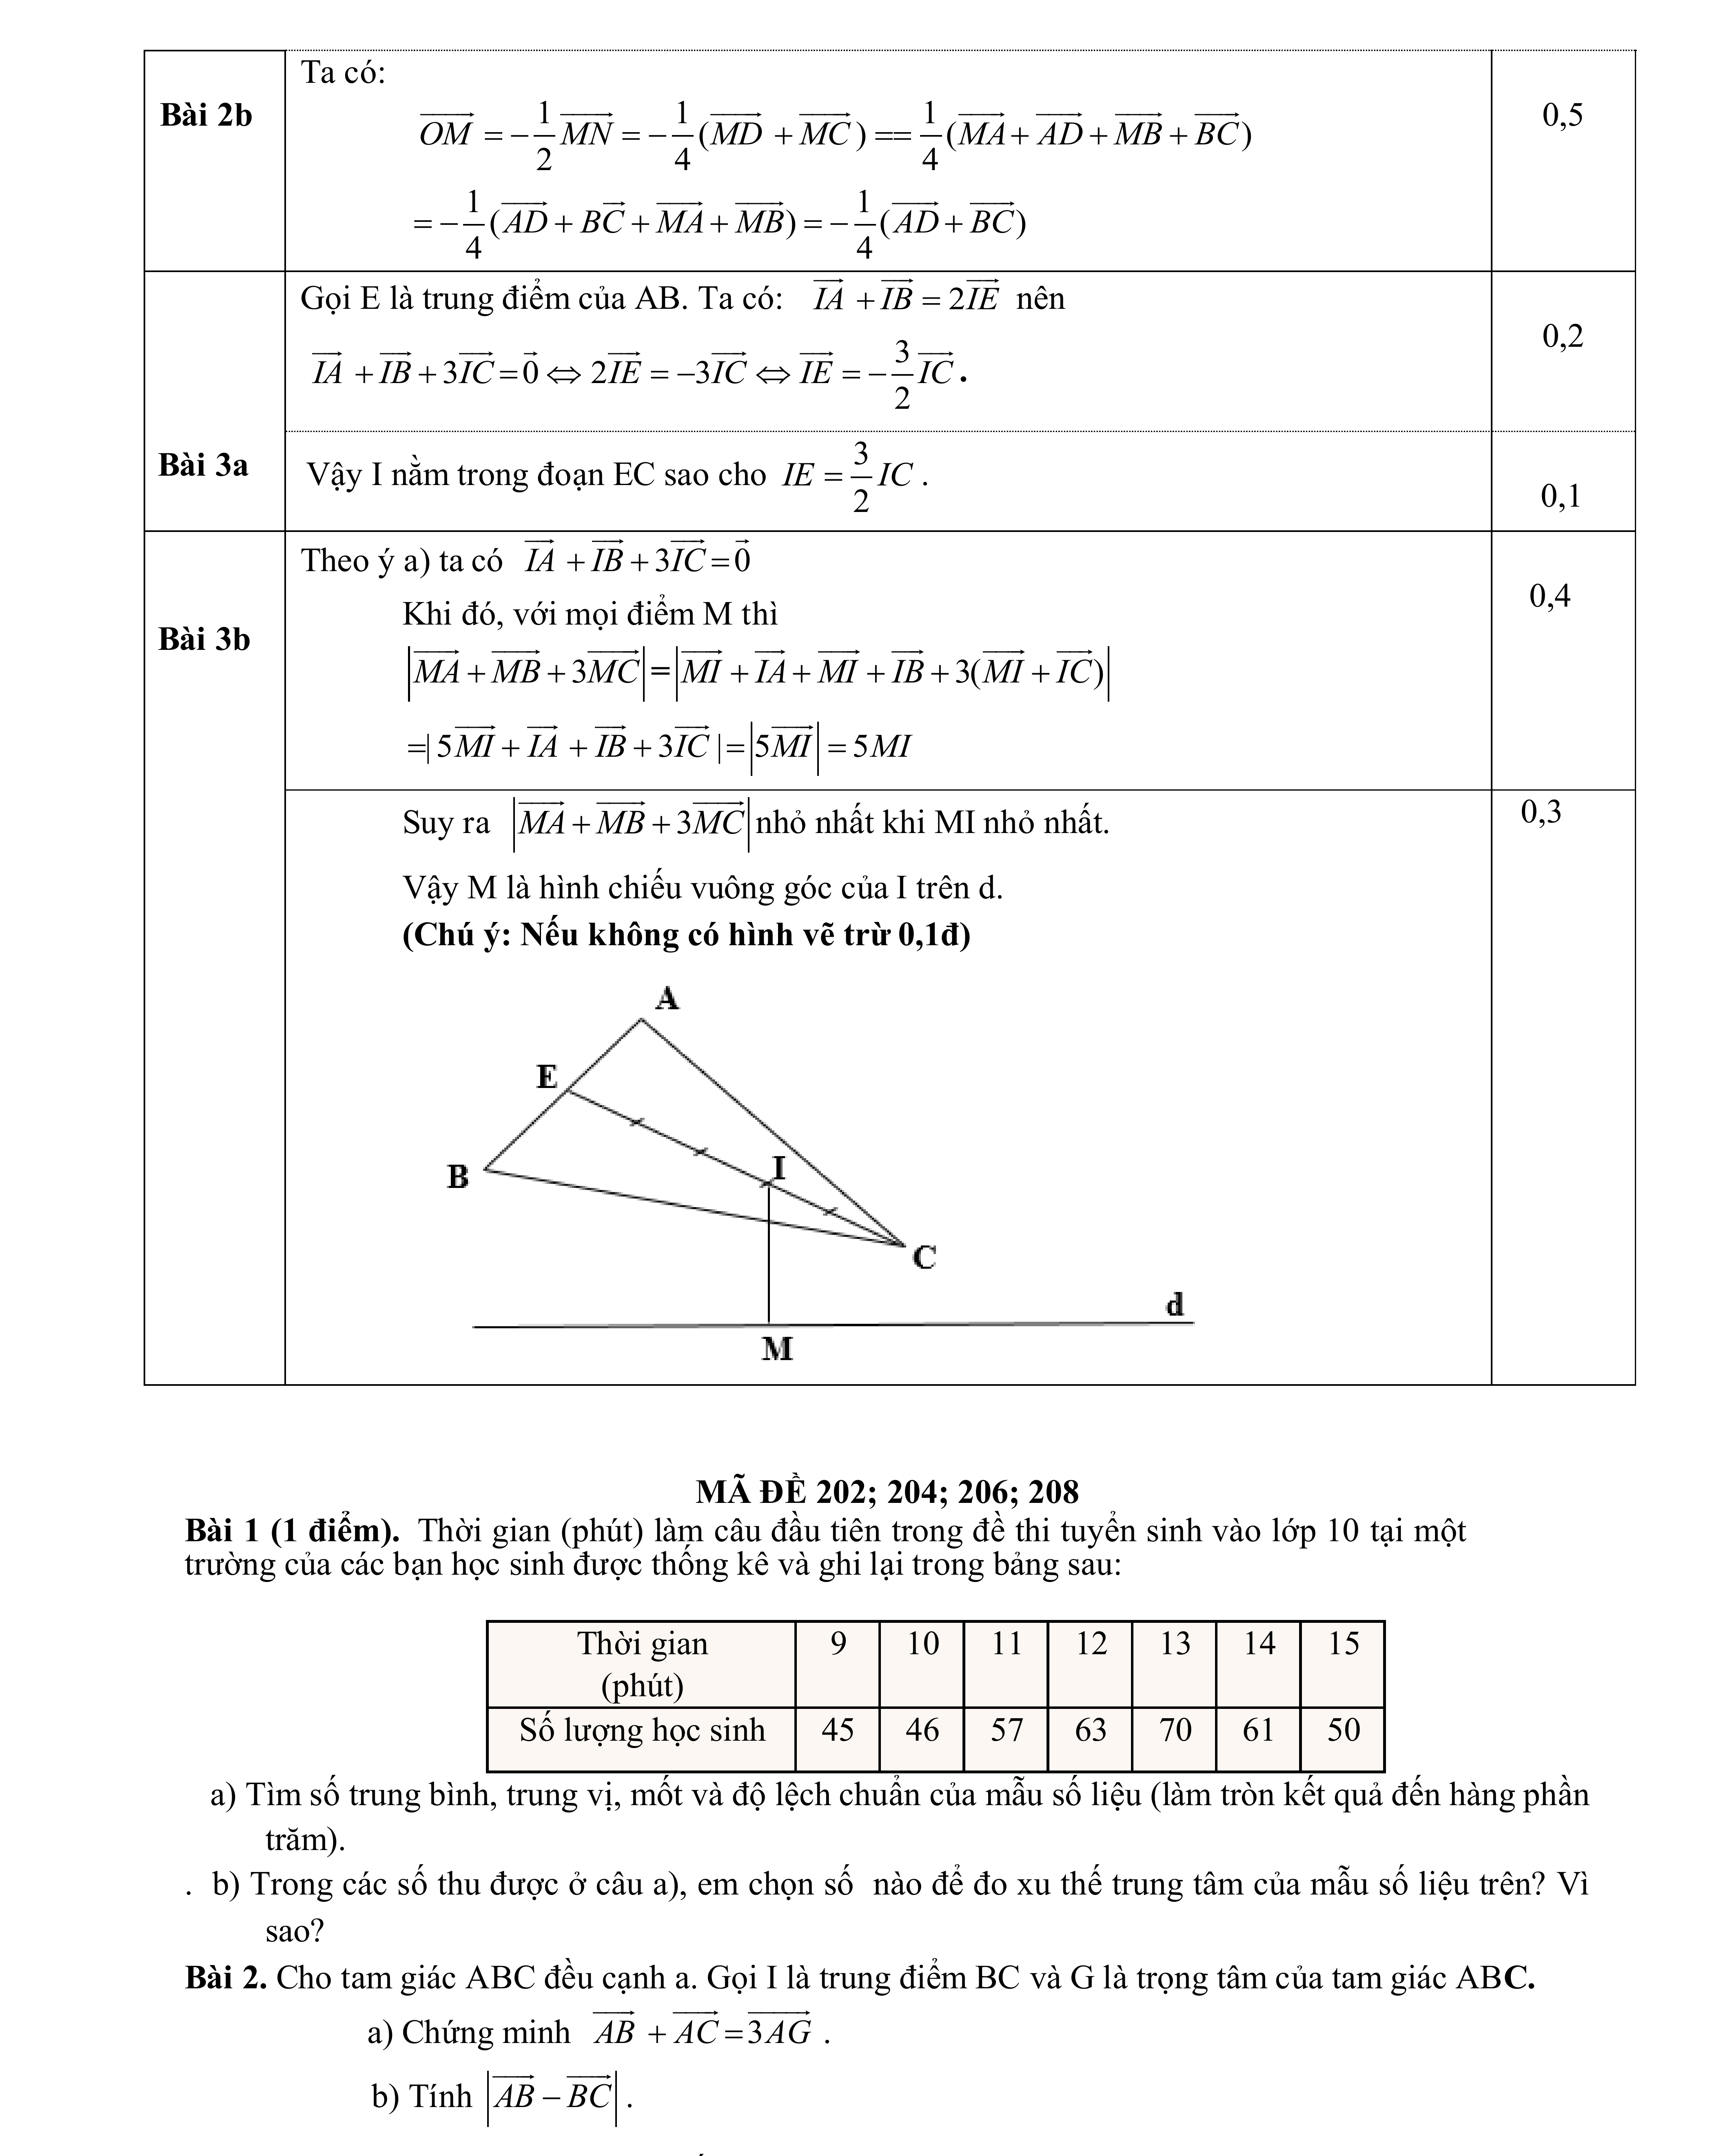 Ta có:
Bài 2b
$\overrightarrow{OM} = -\frac{1}{2}\overrightarrow{MN} = -\frac{1}{4}(\overrightarrow{MD} + \overrightarrow{MC}) == \frac{1}{4}(\overrightarrow{MA} + \overrightarrow{AD} + \overrightarrow{MB} + \overrightarrow{BC})$
0,5
$= -\frac{1}{4}(\overrightarrow{AD} + B\overrightarrow{C} + \overrightarrow{MA} + \overrightarrow{MB}) = -\frac{1}{4}(\overrightarrow{AD} + \overrightarrow{BC})$
Gọi E là trung điểm của AB. Ta có: $\overrightarrow{IA} + \overrightarrow{IB} = 2\overrightarrow{IE}$ nên
0,2
$\overrightarrow{IA} + \overrightarrow{IB} + 3\overrightarrow{IC} = \vec{0} \Leftrightarrow 2\overrightarrow{IE} = -3\overrightarrow{IC} \Leftrightarrow \overrightarrow{IE} = -\frac{3}{2}\overrightarrow{IC}$.
Bài 3a
Vậy I nằm trong đoạn EC sao cho $IE = \frac{3}{2}IC$.
0,1
Theo ý a) ta có $\overrightarrow{IA} + \overrightarrow{IB} + 3\overrightarrow{IC} = \vec{0}$
0,4
Khi đó, với mọi điểm M thì
Bài 3b
$|\overrightarrow{MA} + \overrightarrow{MB} + 3\overrightarrow{MC}| = |\overrightarrow{MI} + \overrightarrow{IA} + \overrightarrow{MI} + \overrightarrow{IB} + 3(\overrightarrow{MI} + \overrightarrow{IC})|$
$= |5\overrightarrow{MI} + \overrightarrow{IA} + \overrightarrow{IB} + 3\overrightarrow{IC}| = |5\overrightarrow{MI}| = 5MI$
Suy ra $|\overrightarrow{MA} + \overrightarrow{MB} + 3\overrightarrow{MC}|$ nhỏ nhất khi MI nhỏ nhất.
0,3
Vậy M là hình chiếu vuông góc của I trên d.
(Chú ý: Nếu không có hình vẽ trừ 0,1đ)
A
E
B
I
C
d
M
MÃ ĐỀ 202; 204; 206; 208
Bài 1 (1 điểm). Thời gian (phút) làm câu đầu tiên trong đề thi tuyển sinh vào lớp 10 tại một
trường của các bạn học sinh được thống kê và ghi lại trong bảng sau:
Thời gian 9 10 11 12 13 14 15
(phút)
Số lượng học sinh 45 46 57 63 70 61 50
a) Tìm số trung bình, trung vị, mốt và độ lệch chuẩn của mẫu số liệu (làm tròn kết quả đến hàng phần
trăm).
. b) Trong các số thu được ở câu a), em chọn số nào để đo xu thế trung tâm của mẫu số liệu trên? Vì
sao?
Bài 2. Cho tam giác ABC đều cạnh a. Gọi I là trung điểm BC và G là trọng tâm của tam giác ABC.
a) Chứng minh $\overrightarrow{AB} + \overrightarrow{AC} = \overrightarrow{3AG}$ .
b) Tính $|\overrightarrow{AB} - \overrightarrow{BC}|$ .